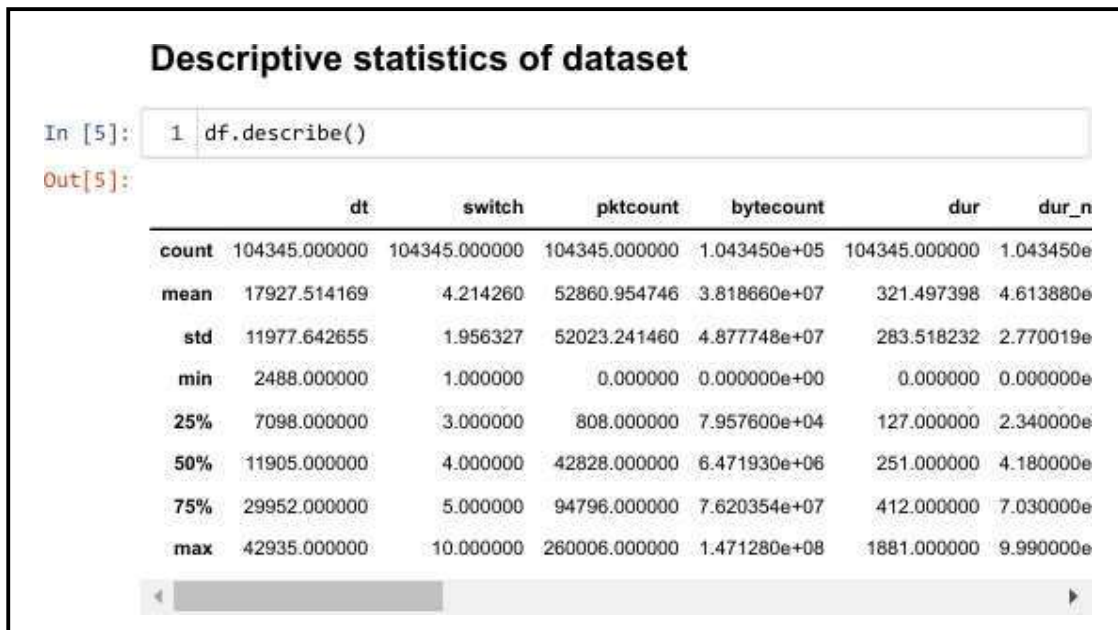 Descriptive statistics of dataset
In [5]: 1 df.describe()
Out[5]:
dt switch pktcount bytecount dur dur_n
count 104345.000000 104345.000000 104345.000000 1.043450e+05 104345.000000 1.043450e
mean 17927.514169 4.214260 52860.954746 3.818660e+07 321.497398 4.613880e
std 11977.642655 1.956327 52023.241460 4.877748e+07 283.518232 2.770019e
min 2488.000000 1.000000 0.000000 0.000000e+00 0.000000 0.000000e
25% 7098.000000 3.000000 808.000000 7.957600e+04 127.000000 2.340000e
50% 11905.000000 4.000000 42828.000000 6.471930e+06 251.000000 4.180000e
75% 29952.000000 5.000000 94796.000000 7.620354e+07 412.000000 7.030000e
max 42935.000000 10.000000 260006.000000 1.471280e+08 1881.000000 9.990000e